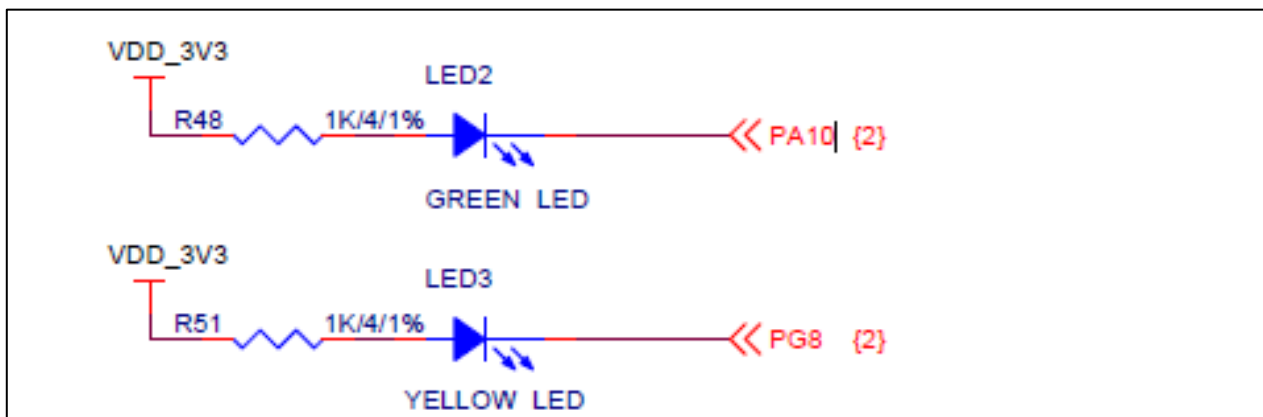 VDD_3V3
LED2
R48 1K/4/1%
PA10 {2}
GREEN LED
VDD_3V3
LED3
R51 1K/4/1%
PG8 {2}
YELLOW LED